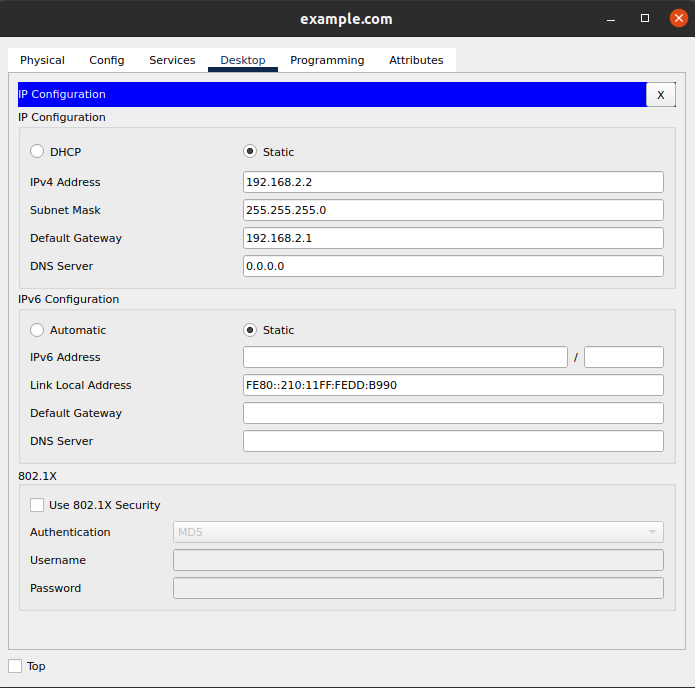 example.com
Physical Config Services Desktop Programming Attributes
IP Configuration X
IP Configuration
DHCP Static
IPv4 Address 192.168.2.2
Subnet Mask 255.255.255.0
Default Gateway 192.168.2.1
DNS Server 0.0.0.0
IPv6 Configuration
Automatic Static
IPv6 Address /
Link Local Address FE80::210:11FF:FEDD:B990
Default Gateway
DNS Server
802.1X
Use 802.1X Security
Authentication MD5
Username
Password
Top